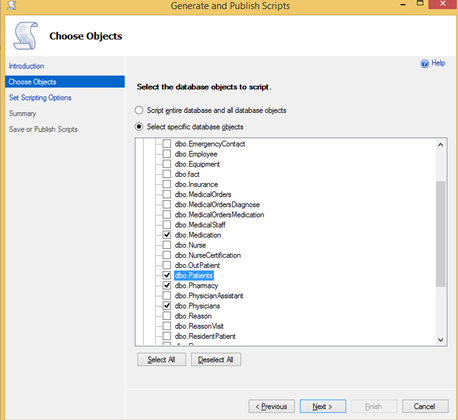 Generate and Publish Scripts
Choose Objects
Help
Introduction
Choose Objects
Set Scripting Options
Summary
Save or Publish Scripts
Select the database objects to script.
Script entire database and all database objects
Select specific database objects
dbo.EmergencyContact
dbo.Employee
dbo.Equipment
dbo.fact
dbo.Insurance
dbo.MedicalOrders
dbo.MedicalOrdersDiagnose
dbo.MedicalOrdersMedication
dbo.MedicalStaff
dbo.Medication
dbo.Nurse
dbo.NurseCertification
dbo.OutPatient
dbo.Patients
dbo.Pharmacy
dbo.PhysicianAssistant
dbo.Physicians
dbo.Reason
dbo.ReasonVisit
dbo.ResidentPatient
Select All
Deselect All
< Previous
Next >
Finish
Cancel